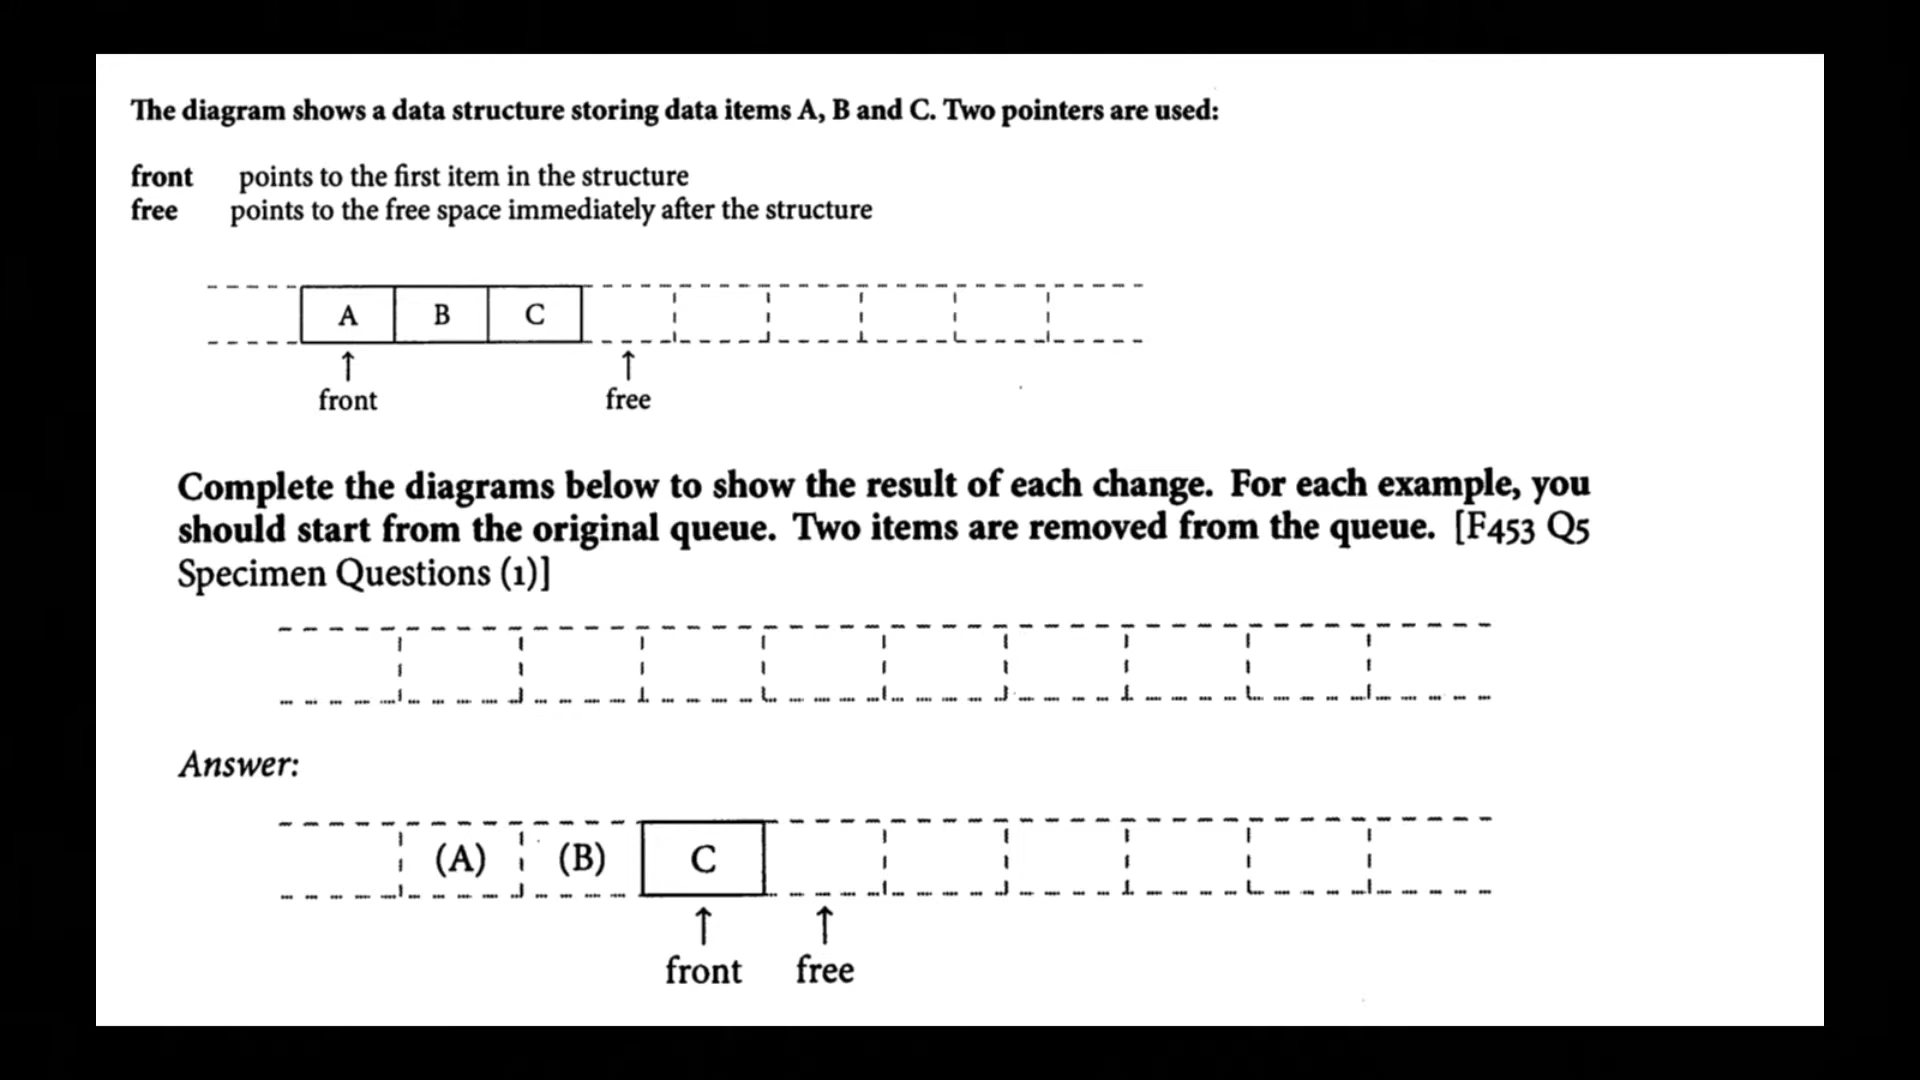 The diagram shows a data structure storing data items A, B and C. Two pointers are used:
front points to the first item in the structure
free points to the free space immediately after the structure
A B C
front free
Complete the diagrams below to show the result of each change. For each example, you
should start from the original queue. Two items are removed from the queue. [F453 Q5
Specimen Questions (1)]
Answer:
(A) (B) C
front free